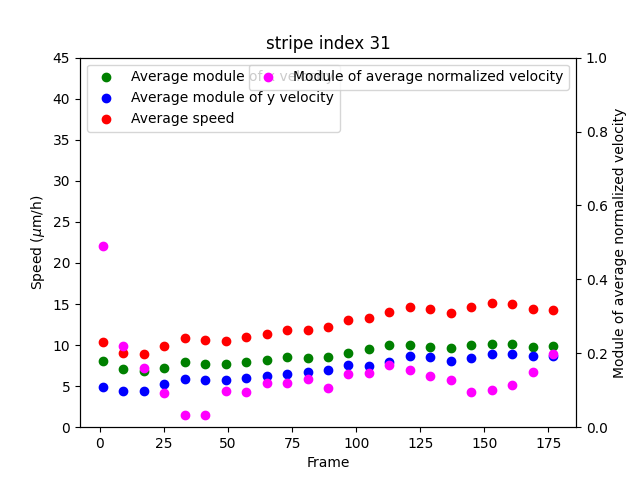 stripe index 31
Average module of
velocity
Average module of y velocity
Average speed
Module of average normalized velocity
45
40
35
30
25
20
15
10
5
0
Speed (μm/h)
1.0
0.8
0.6
0.4
0.2
0.0
Module of average normalized velocity
0
25
50
75
100
125
150
175
Frame